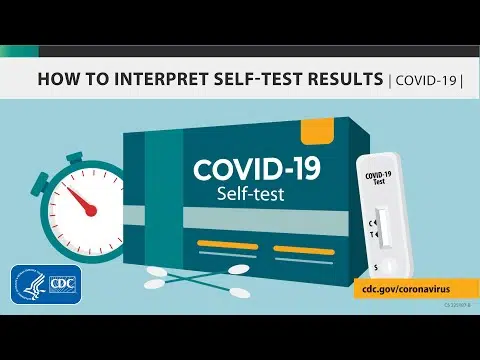 HOW TO INTERPRET SELF-TEST RESULTS | COVID-19 |
COVID-19
Self-test
COVID-19
Test
C
T
S
CDC
cdc.gov/coronavirus